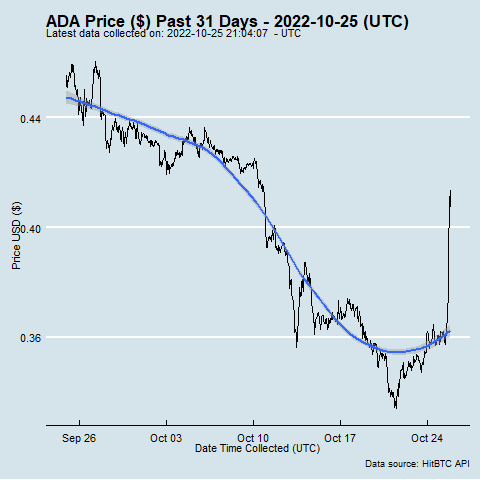 ADA Price ($) Past 31 Days - 2022-10-25 (UTC)
Latest data collected on: 2022-10-25 21:04:07 - UTC
0.44
0.40
0.36
Price USD ($)
Sep 26 Oct 03 Oct 10 Oct 17 Oct 24
Date Time Collected (UTC)
Data source: HitBTC API